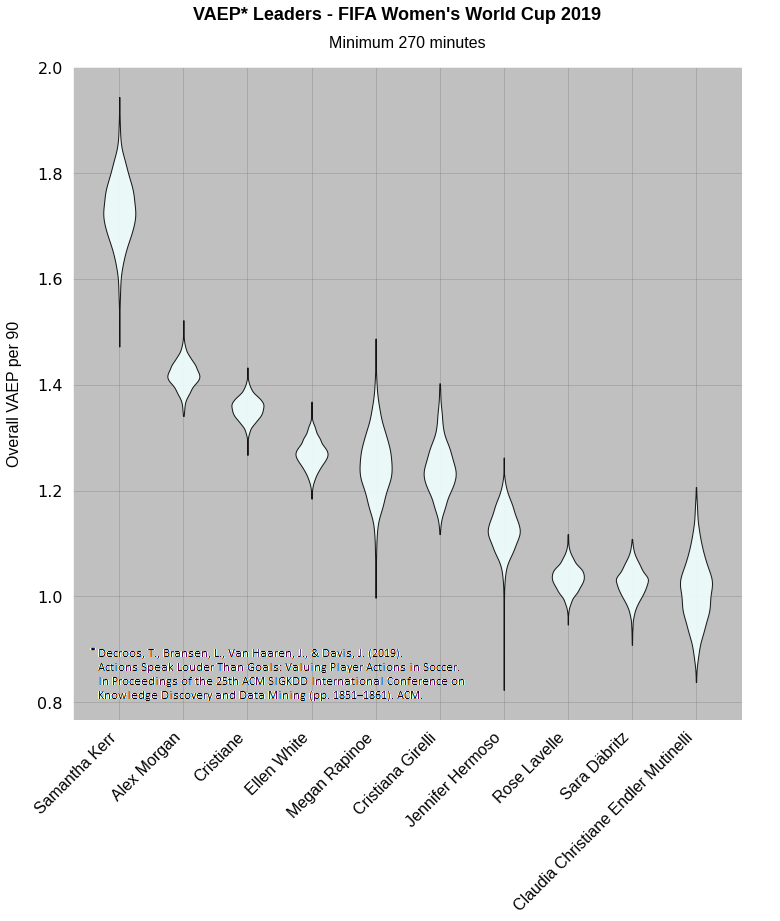 VAEP* Leaders - FIFA Women's World Cup 2019
Minimum 270 minutes
Overall VAEP per 90
2.0
1.8
1.6
1.4
1.2
1.0
0.8
* Decroos, T., Bransen, L., Van Haaren, J., & Davis, J. (2019).
Actions Speak Louder Than Goals: Valuing Player Actions in Soccer.
In Proceedings of the 25th ACM SIGKDD International Conference on
Knowledge Discovery and Data Mining (pp. 1851–1861). ACM.
Samantha Kerr
Alex Morgan
Cristiane
Ellen White
Megan Rapinoe
Cristiana Girelli
Jennifer Hermoso
Rose Lavelle
Sara Däbritz
Claudia Christiane Endler Mutinelli